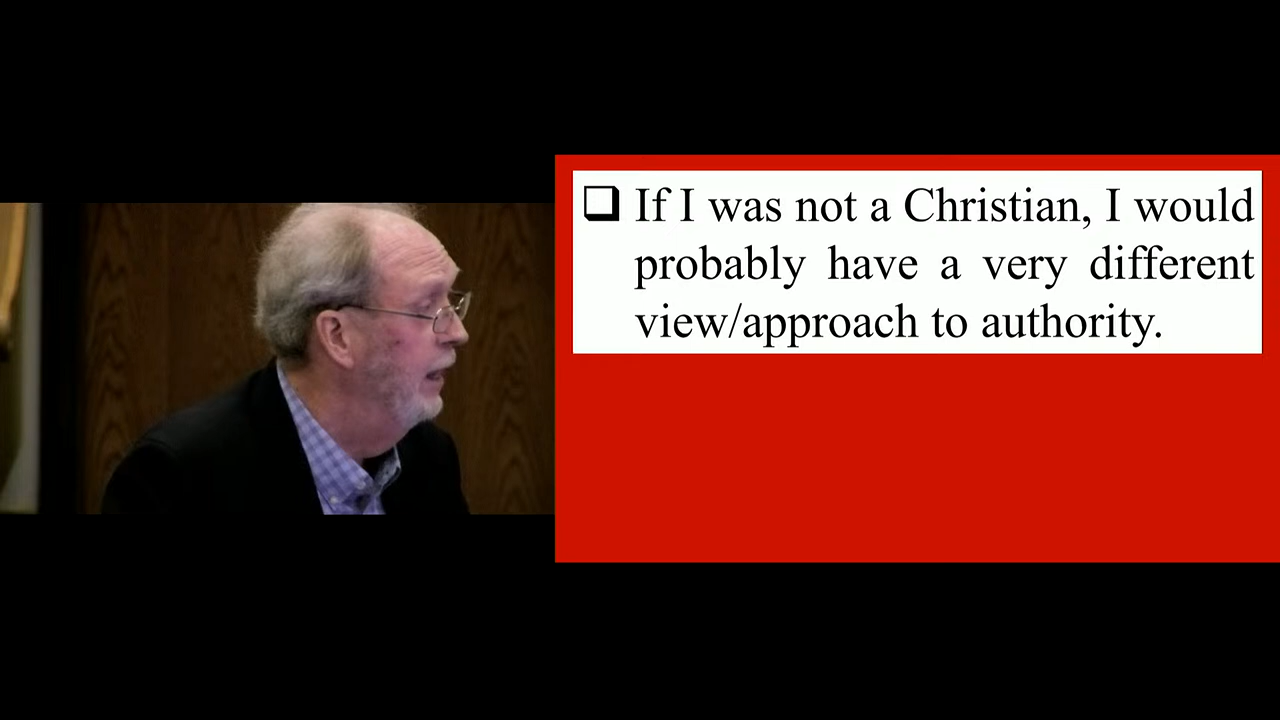 ❑ If I was not a Christian, I would
probably have a very different
view/approach to authority.